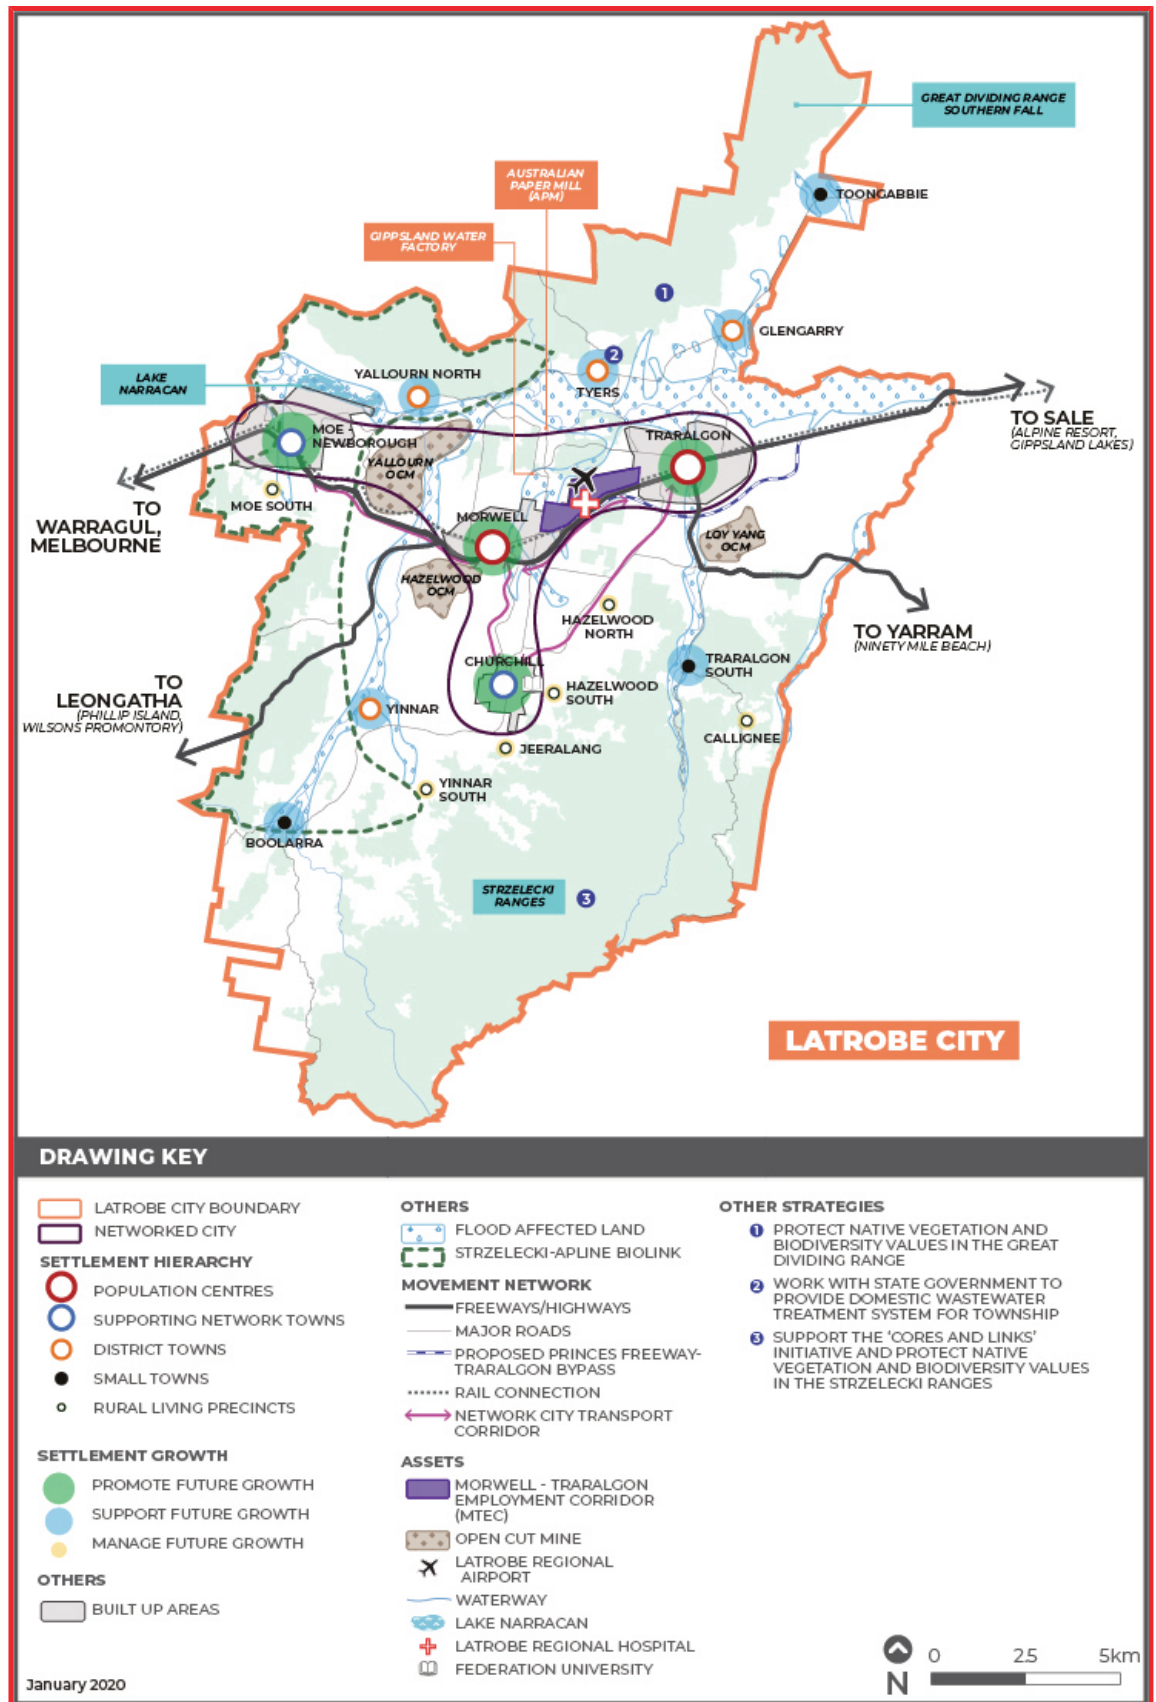 GREAT DIVIDING RANGE
SOUTHERN FALL
AUSTRALIAN
PAPER MILL
(APM)
TOONGABBIE
GIPPSLAND WATER
FACTORY
1
GLENGARRY
2
TYERS
LAKE
NARRACAN
YALLOURN NORTH
MOE -
NEWBOROUGH
TRARALGON
TO SALE
(ALPINE RESORT,
GIPPSLAND LAKES)
YALLOURN
OCM
MOE SOUTH
TO
WARRAGUL,
MELBOURNE
MORWELL
LOY YANG
OCM
HAZELWOOD
OCM
HAZELWOOD
NORTH
TO YARRAM
(NINETY MILE BEACH)
CHURCHILL
TRARALGON
SOUTH
TO
LEONGATHA
(PHILLIP ISLAND,
WILSONS PROMONTORY)
HAZELWOOD
SOUTH
YINNAR
CALLIGNEE
JEERALANG
YINNAR
SOUTH
BOOLARRA
STRZELECKI
RANGES
3
LATROBE CITY
DRAWING KEY
LATROBE CITY BOUNDARY
NETWORKED CITY
SETTLEMENT HIERARCHY
POPULATION CENTRES
SUPPORTING NETWORK TOWNS
DISTRICT TOWNS
SMALL TOWNS
RURAL LIVING PRECINCTS
SETTLEMENT GROWTH
PROMOTE FUTURE GROWTH
SUPPORT FUTURE GROWTH
MANAGE FUTURE GROWTH
OTHERS
BUILT UP AREAS
OTHERS
FLOOD AFFECTED LAND
STRZELECKI-APLINE BIOLINK
MOVEMENT NETWORK
FREEWAYS/HIGHWAYS
MAJOR ROADS
PROPOSED PRINCES FREEWAY-
TRARALGON BYPASS
RAIL CONNECTION
NETWORK CITY TRANSPORT
CORRIDOR
ASSETS
MORWELL - TRARALGON
EMPLOYMENT CORRIDOR
(MTEC)
OPEN CUT MINE
LATROBE REGIONAL
AIRPORT
WATERWAY
LAKE NARRACAN
LATROBE REGIONAL HOSPITAL
FEDERATION UNIVERSITY
OTHER STRATEGIES
1 PROTECT NATIVE VEGETATION AND
BIODIVERSITY VALUES IN THE GREAT
DIVIDING RANGE
2 WORK WITH STATE GOVERNMENT TO
PROVIDE DOMESTIC WASTEWATER
TREATMENT SYSTEM FOR TOWNSHIP
3 SUPPORT THE 'CORES AND LINKS'
INITIATIVE AND PROTECT NATIVE
VEGETATION AND BIODIVERSITY VALUES
IN THE STRZELECKI RANGES
January 2020
N
0 2.5 5km